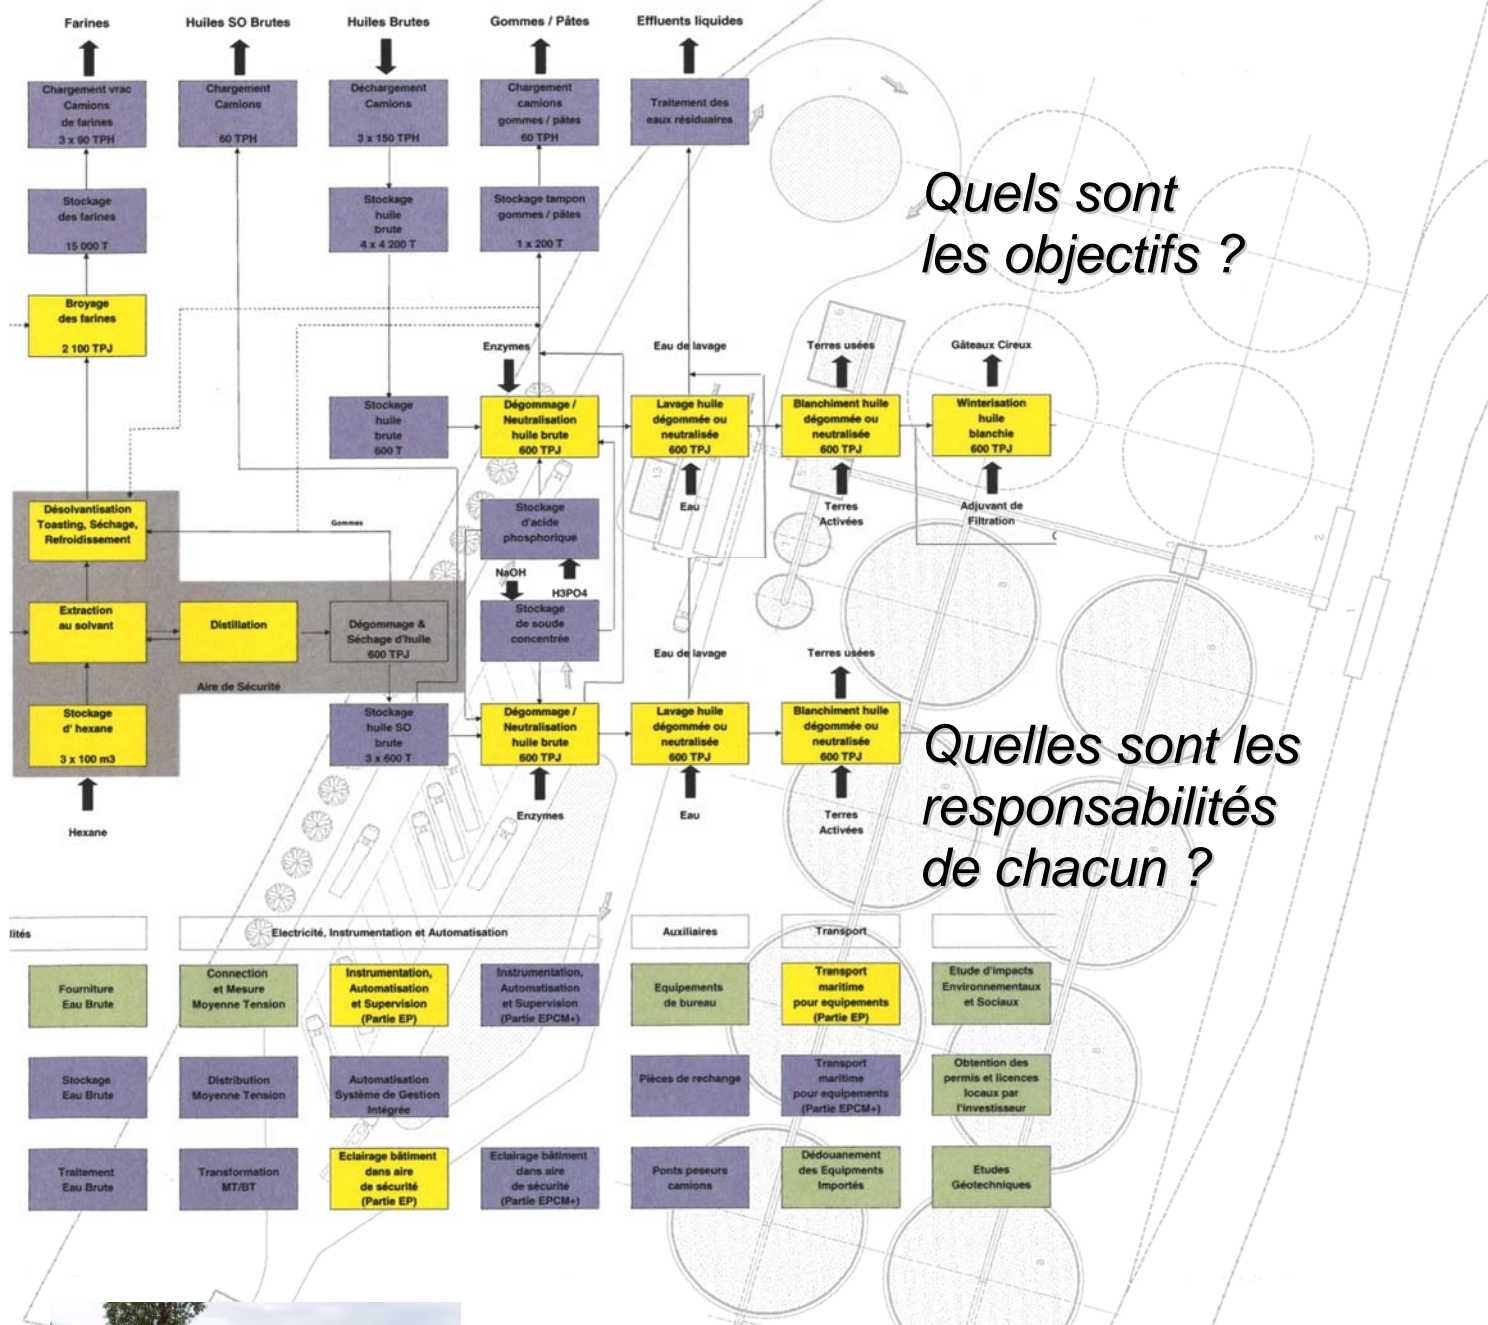 Farines
Huiles SO Brutes
Huiles Brutes
Gommes / Pâtes
Effluents liquides
Chargement vrac
Camions
de farines
3 x 90 TPH
Chargement
Camions
60 TPH
Déchargement
Camions
3 x 150 TPH
Chargement
camions
gommes / pâtes
60 TPH
Traitement des
eaux résiduaires
Stockage
des farines
15 000 T
Stockage
huile
brute
4 x 4 200 T
Stockage tampon
gommes / pâtes
1 x 200 T
Quels sont
les objectifs ?
Broyage
des farines
2 100 TPJ
Enzymes
Eau de lavage
Terres usées
Gâteaux Cireux
Stockage
huile
brute
600 T
Dégommage /
Neutralisation
huile brute
600 TPJ
Lavage huile
dégommée ou
neutralisée
600 TPJ
Blanchiment huile
dégommée ou
neutralisée
600 TPJ
Winterisation
huile
blanchie
600 TPJ
Désolvantisation
Toasting, Séchage,
Refroidissement
Gommes
Stockage
d'acide
phosphorique
Eau
Terres
Activées
Adjuvant de
Filtration
NaOH
H3PO4
Extraction
au solvant
Distillation
Dégommage &
Séchage d'huile
600 TPJ
Stockage
de soude
concentrée
Eau de lavage
Terres usées
Aire de Sécurité
Stockage
d' hexane
3 x 100 m3
Stockage
huile SO
brute
3 x 600 T
Dégommage /
Neutralisation
huile brute
600 TPJ
Lavage huile
dégommée ou
neutralisée
600 TPJ
Blanchiment huile
dégommée ou
neutralisée
600 TPJ
Quelles sont les
responsabilités
de chacun ?
Hexane
Enzymes
Eau
Terres
Activées
lités
Electricité, Instrumentation et Automatisation
Auxiliaires
Transport
Fourniture
Eau Brute
Connection
et Mesure
Moyenne Tension
Instrumentation,
Automatisation
et Supervision
(Partie EP)
Instrumentation,
Automatisation
et Supervision
(Partie EPCM+)
Equipements
de bureau
Transport
maritime
pour equipements
(Partie EP)
Etude d'impacts
Environnementaux
et Sociaux
Stockage
Eau Brute
Distribution
Moyenne Tension
Automatisation
Système de Gestion
Intégrée
Pièces de rechange
Transport
maritime
pour equipements
(Partie EPCM+)
Obtention des
permis et licences
locaux par
l'investisseur
Traitement
Eau Brute
Transformation
MT/BT
Eclairage bâtiment
dans aire
de sécurité
(Partie EP)
Eclairage bâtiment
dans aire
de sécurité
(Partie EPCM+)
Ponts peseurs
camions
Dédouanement
des Equipments
Importés
Etudes
Géotechniques